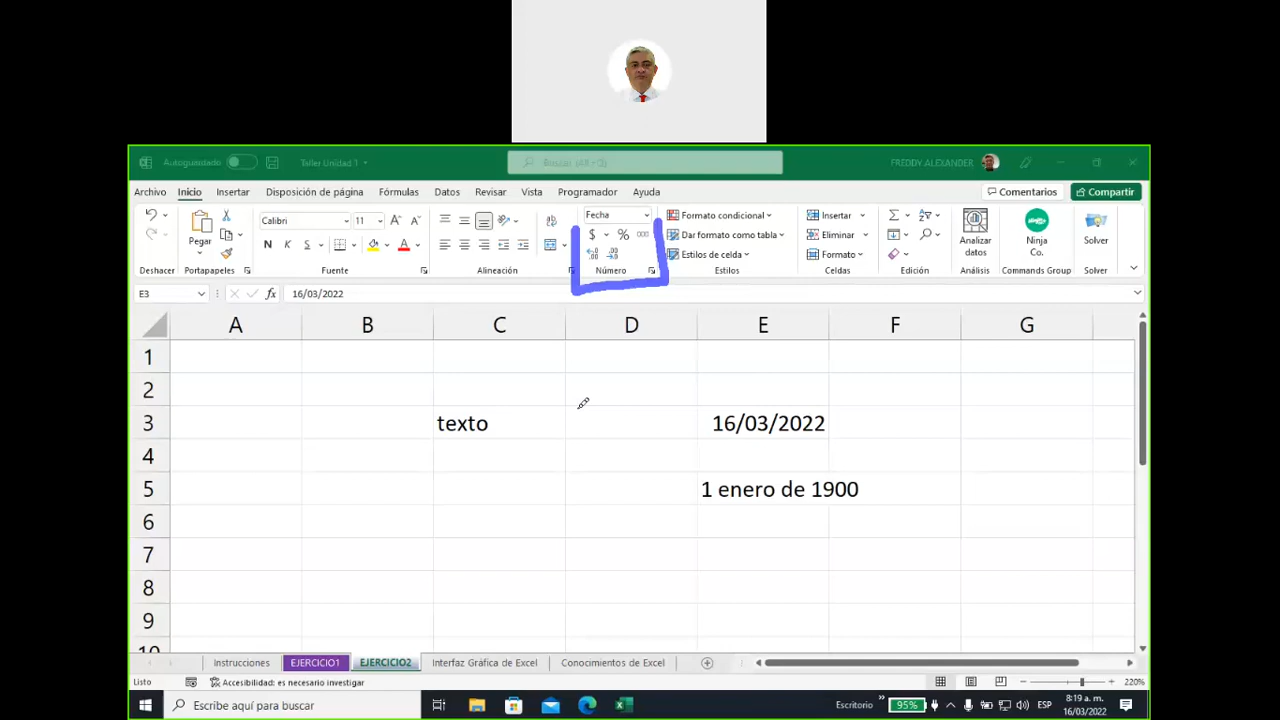 Autoguardado
Taller Unidad 1
Buscar (Alt+Q)
FREDDY ALEXANDER
Archivo Inicio Insertar Disposición de página Fórmulas Datos Revisar Vista Programador Ayuda Comentarios Compartir
Pegar
Calibri 11
N K S
Fecha
$ % 000
Formato condicional
Dar formato como tabla
Estilos de celda
Insertar
Eliminar
Formato
Analizar datos
Ninja Co.
Solver
Deshacer Portapapeles Fuente Alineación Número Estilos Celdas Edición Análisis Commands Group Solver
E3 fx 16/03/2022
A B C D E F G
1
2
3 texto 16/03/2022
4
5 1 enero de 1900
6
7
8
9
10
Instrucciones EJERCICIO1 EJERCICIO2 Interfaz Gráfica de Excel Conocimientos de Excel
Listo Accesibilidad: es necesario investigar 220%
Escribe aquí para buscar Escritorio 95% ESP 8:19 a. m.
16/03/2022